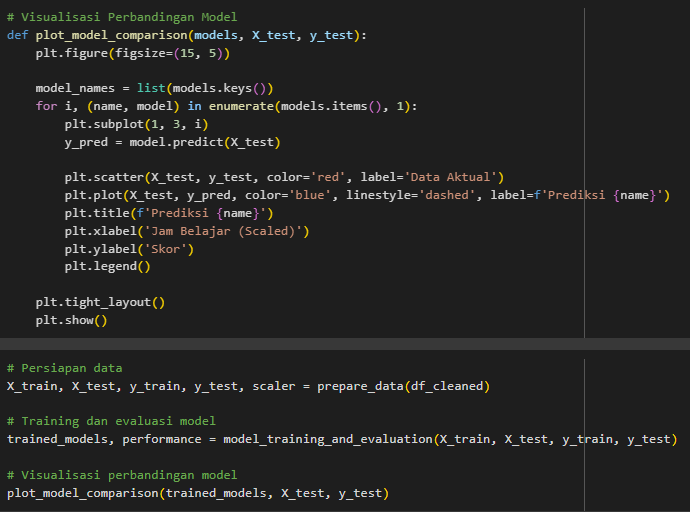 # Visualisasi Perbandingan Model
def plot_model_comparison(models, X_test, y_test):
    plt.figure(figsize=(15, 5))

    model_names = list(models.keys())
    for i, (name, model) in enumerate(models.items(), 1):
        plt.subplot(1, 3, i)
        y_pred = model.predict(X_test)

        plt.scatter(X_test, y_test, color='red', label='Data Aktual')
        plt.plot(X_test, y_pred, color='blue', linestyle='dashed', label=f'Prediksi {name}')
        plt.title(f'Prediksi {name}')
        plt.xlabel('Jam Belajar (Scaled)')
        plt.ylabel('Skor')
        plt.legend()

    plt.tight_layout()
    plt.show()

# Persiapan data
X_train, X_test, y_train, y_test, scaler = prepare_data(df_cleaned)

# Training dan evaluasi model
trained_models, performance = model_training_and_evaluation(X_train, X_test, y_train, y_test)

# Visualisasi perbandingan model
plot_model_comparison(trained_models, X_test, y_test)